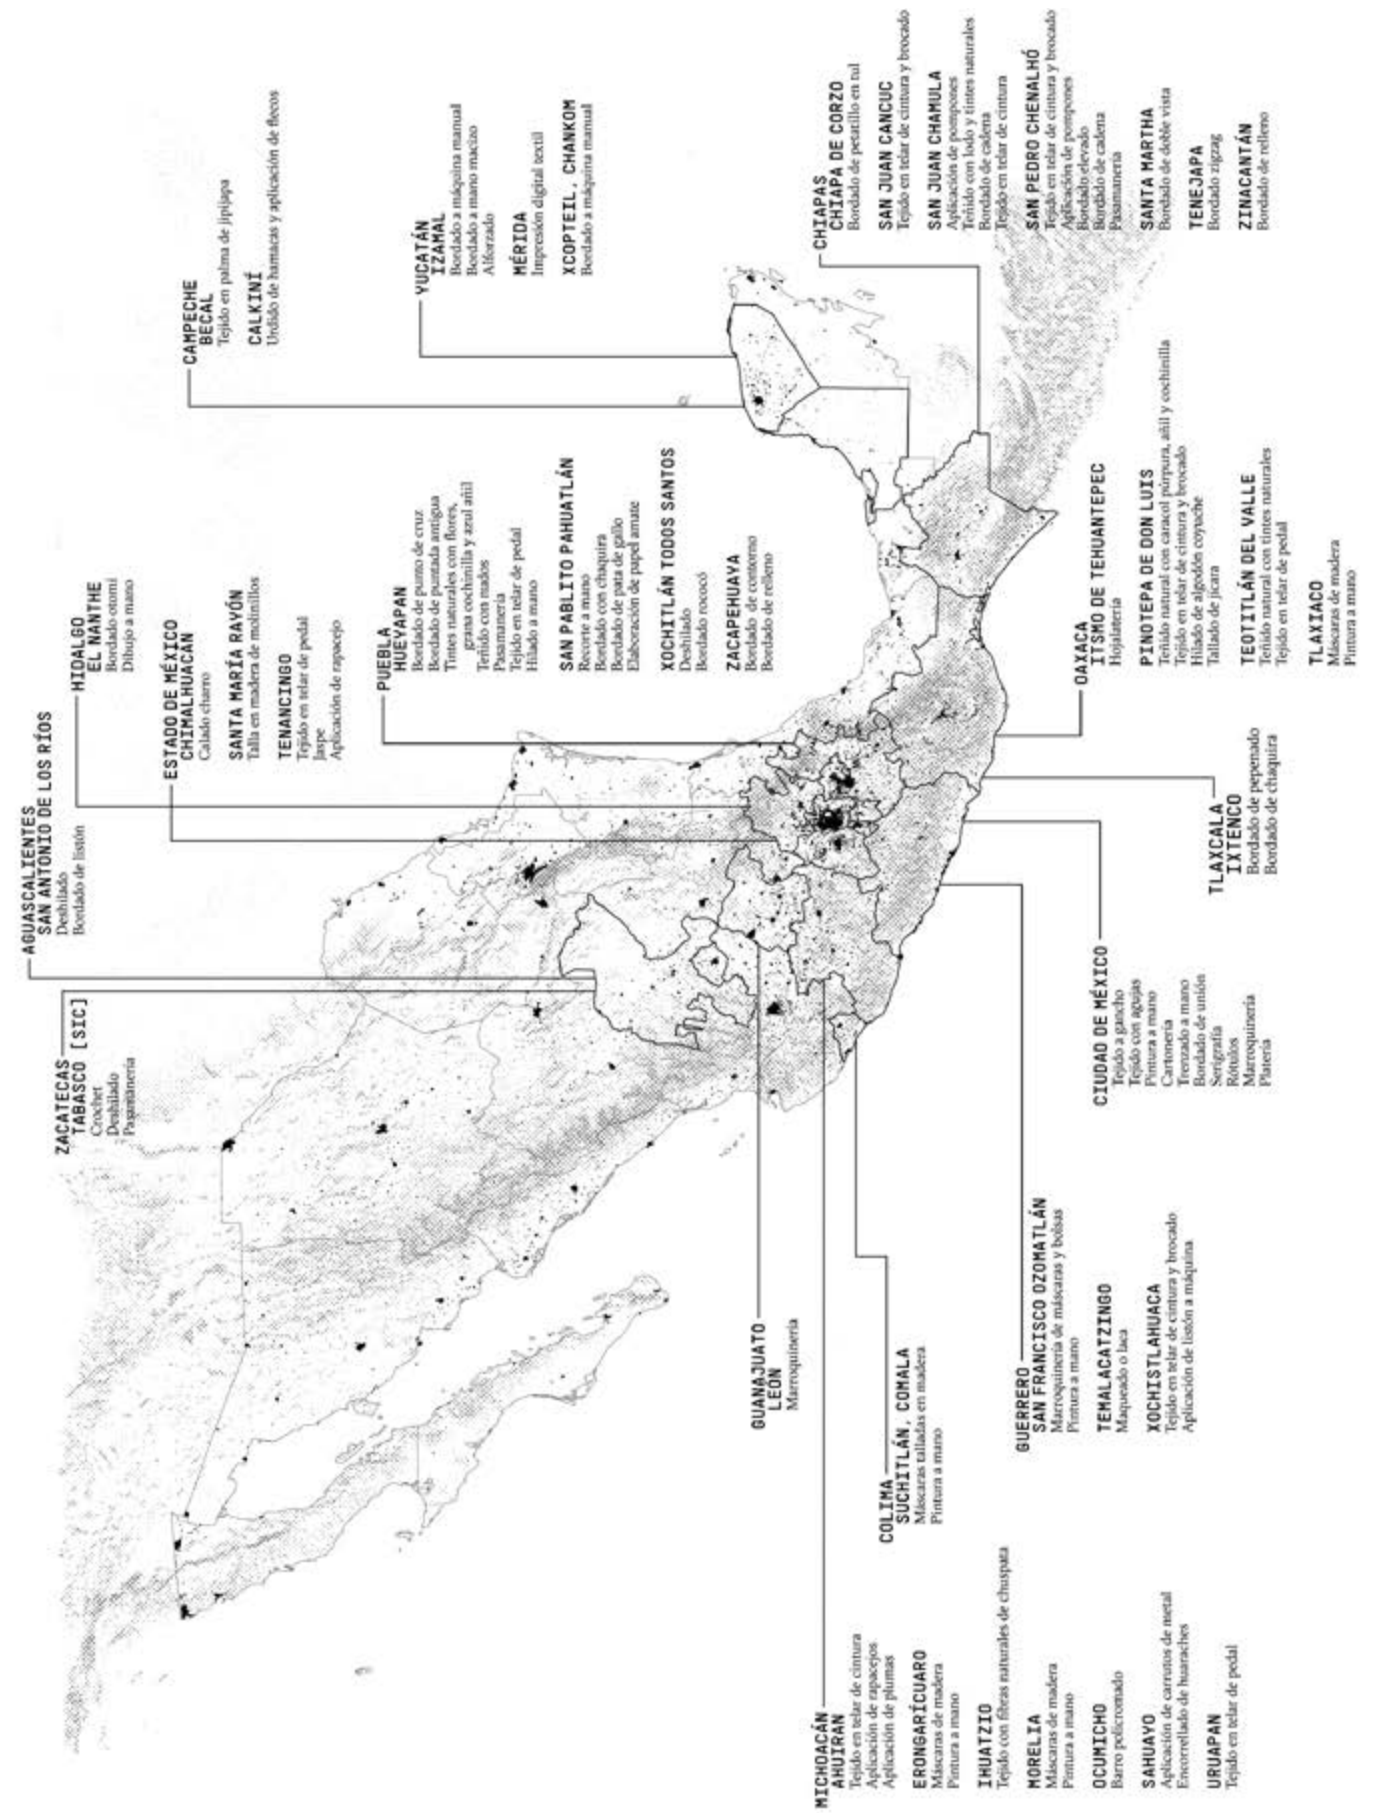 ZACATECAS
TABASCO [SIC]
Crochet
Deshilado
Pasamanería
AGUASCALIENTES
SAN ANTONIO DE LOS RÍOS
Deshilado
Bordado de listón
HIDALGO
EL NANTHE
Bordado otomí
Dibujo a mano
ESTADO DE MÉXICO
CHIMALHUACÁN
Calado charro
SANTA MARÍA RAYÓN
Talla en madera de molinillos
TENANCINGO
Tejido en telar de pedal
Jaspe
Aplicación de rapacejo
PUEBLA
HUEYAPAN
Bordado de punto de cruz
Bordado de puntada antigua
Tintes naturales con flores,
grana cochinilla y azul añil
Teñido con nudos
Pasamanería
Tejido en telar de pedal
Hilado a mano
SAN PABLITO PAHUATLÁN
Recorte a mano
Bordado con chaquira
Bordado de pata de gallo
Elaboración de papel amate
XOCHITLÁN TODOS SANTOS
Deshilado
Bordado rococó
ZACAPEHUAYA
Bordado de contorno
Bordado de relleno
CAMPECHE
BECAL
Tejido en palma de jipijapa
CALKINÍ
Urdido de hamacas y aplicación de flecos
YUCATÁN
IZAMAL
Bordado a máquina manual
Bordado a mano macizo
Alforzado
MÉRIDA
Impresión digital textil
XCOPTEIL, CHANKOM
Bordado a máquina manual
CHIAPAS
CHIAPA DE CORZO
Bordado de petatillo en tul
SAN JUAN CANCUC
Tejido en telar de cintura y brocado
SAN JUAN CHAMULA
Aplicación de pompones
Teñido con lodo y tintes naturales
Bordado de cadena
Tejido en telar de cintura
SAN PEDRO CHENALHÓ
Tejido en telar de cintura y brocado
Aplicación de pompones
Bordado elevado
Bordado de cadena
Pasamanería
SANTA MARTHA
Bordado de doble vista
TENEJAPA
Bordado zigzag
ZINACANTÁN
Bordado de relleno
MICHOACÁN
AHUIRAN
Tejido en telar de cintura
Aplicación de rapacejos
Aplicación de plumas
ERONGARÍCUARO
Máscaras de madera
Pintura a mano
IHUATZIO
Tejido con fibras naturales de chuspata
MORELIA
Máscaras de madera
Pintura a mano
OCUMICHO
Barro policromado
SAHUAYO
Aplicación de carrutos de metal
Encorrellado de huaraches
URUAPAN
Tejido en telar de pedal
COLIMA
SUCHITLÁN, COMALA
Máscaras talladas en madera
Pintura a mano
GUANAJUATO
LEÓN
Marroquinería
GUERRERO
SAN FRANCISCO OZOMATLÁN
Marroquinería de máscaras y bolsas
Pintura a mano
TEMALACATZINGO
Maqueado o laca
XOCHISTLAHUACA
Tejido en telar de cintura y brocado
Aplicación de listón a máquina
CIUDAD DE MÉXICO
Tejido a gancho
Tejido con agujas
Pintura a mano
Cartonería
Trenzado a mano
Bordado de unión
Serigrafía
Rótulos
Marroquinería
Platería
TLAXCALA
IXTENCO
Bordado de pepenado
Bordado de chaquira
OAXACA
ITSMO DE TEHUANTEPEC
Hojalatería
PINOTEPA DE DON LUIS
Teñido natural con caracol púrpura, añil y cochinilla
Tejido en telar de cintura y brocado
Hilado de algodón coyuche
Tallado de jícara
TEOTITLÁN DEL VALLE
Teñido natural con tintes naturales
Tejido en telar de pedal
TLAXIACO
Máscaras de madera
Pintura a mano